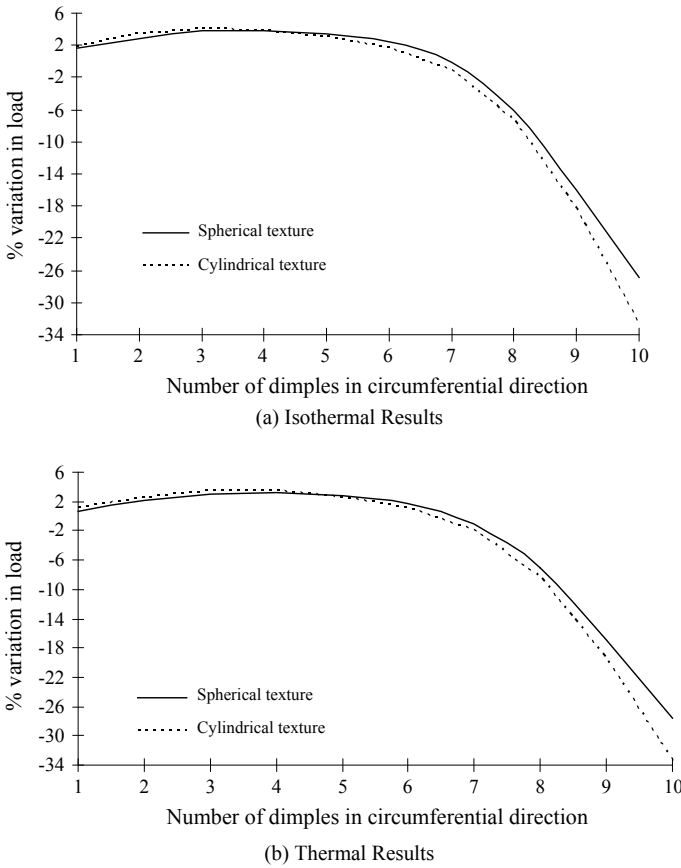 6
2
-2
-6
-10
-14
-18
-22
-26
-30
-34
% variation in load
Spherical texture
Cylindrical texture
1 2 3 4 5 6 7 8 9 10
Number of dimples in circumferential direction
(a) Isothermal Results
6
2
-2
-6
-10
-14
-18
-22
-26
-30
-34
% variation in load
Spherical texture
Cylindrical texture
1 2 3 4 5 6 7 8 9 10
Number of dimples in circumferential direction
(b) Thermal Results